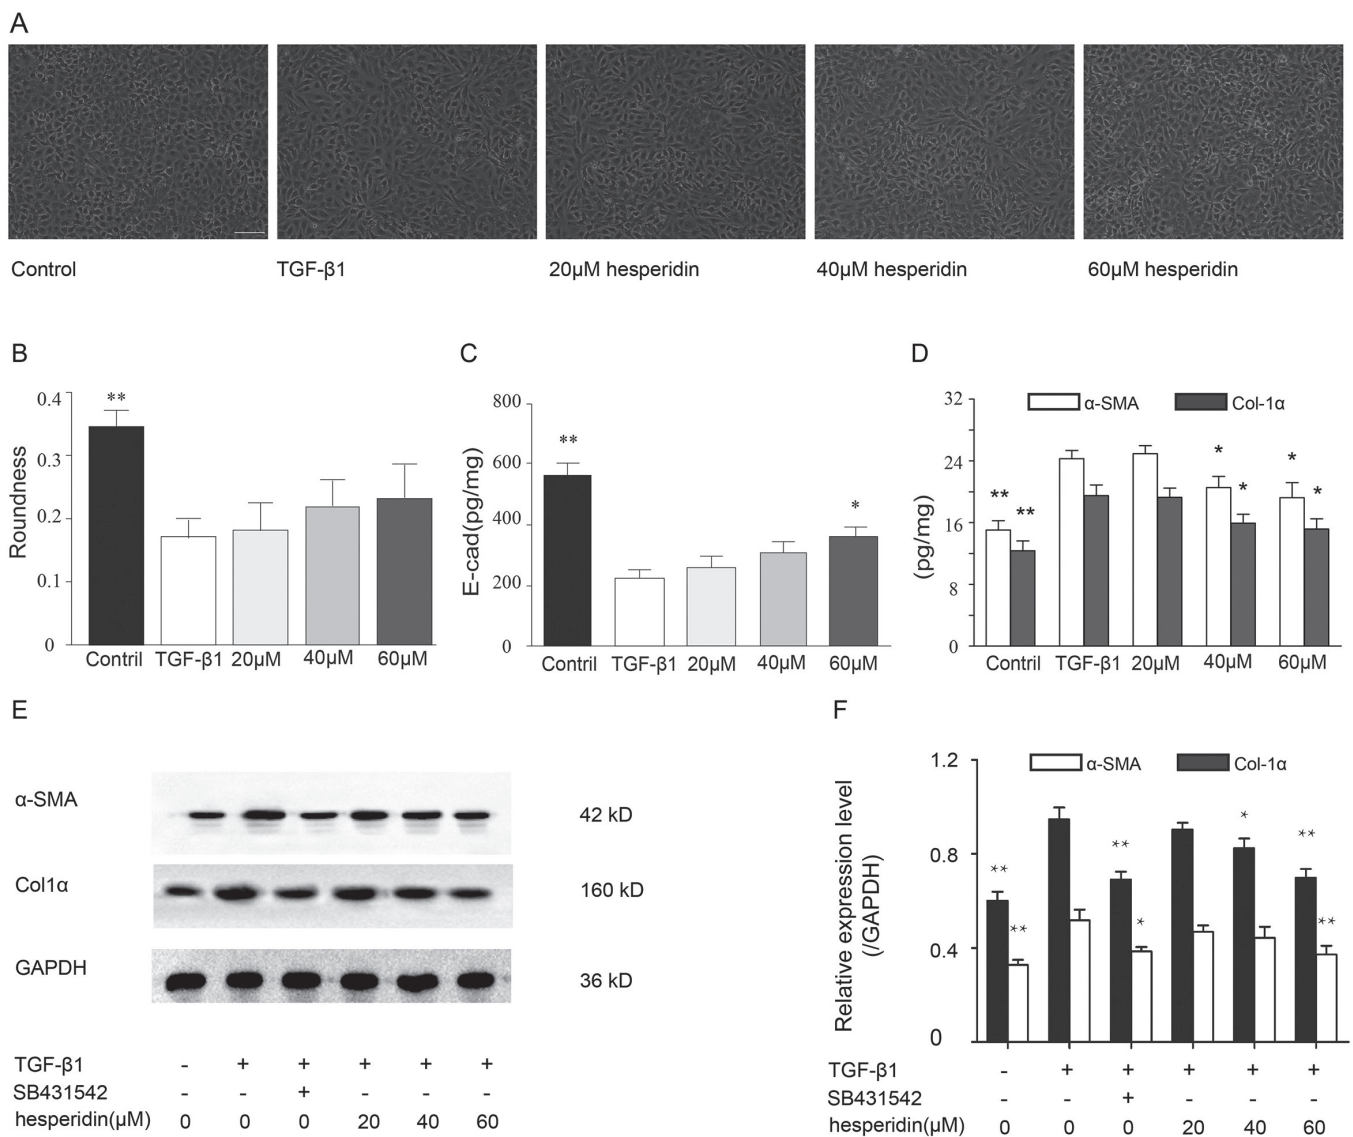 A
Control TGF-β1 20μM hesperidin 40μM hesperidin 60μM hesperidin
B
Roundness
0.4
0.3
0.2
0.1
0
**
Contril TGF-β1 20μM 40μM 60μM
C
E-cad(pg/mg)
800
600
400
200
0
**
*
Contril TGF-β1 20μM 40μM 60μM
D
(pg/mg)
32
24
16
8
0
α-SMA Col-1α
** ** * * * *
Contril TGF-β1 20μM 40μM 60μM
E
α-SMA 42 kD
Col1α 160 kD
GAPDH 36 kD
TGF-β1 - + + + + +
SB431542 - - + - - -
hesperidin(μM) 0 0 0 20 40 60
F
Relative expression level
(/GAPDH)
1.2
0.8
0.4
0
α-SMA Col-1α
** ** ** * * ** **
TGF-β1 - + + + + +
SB431542 - - + - - -
hesperidin(μM) 0 0 0 20 40 60